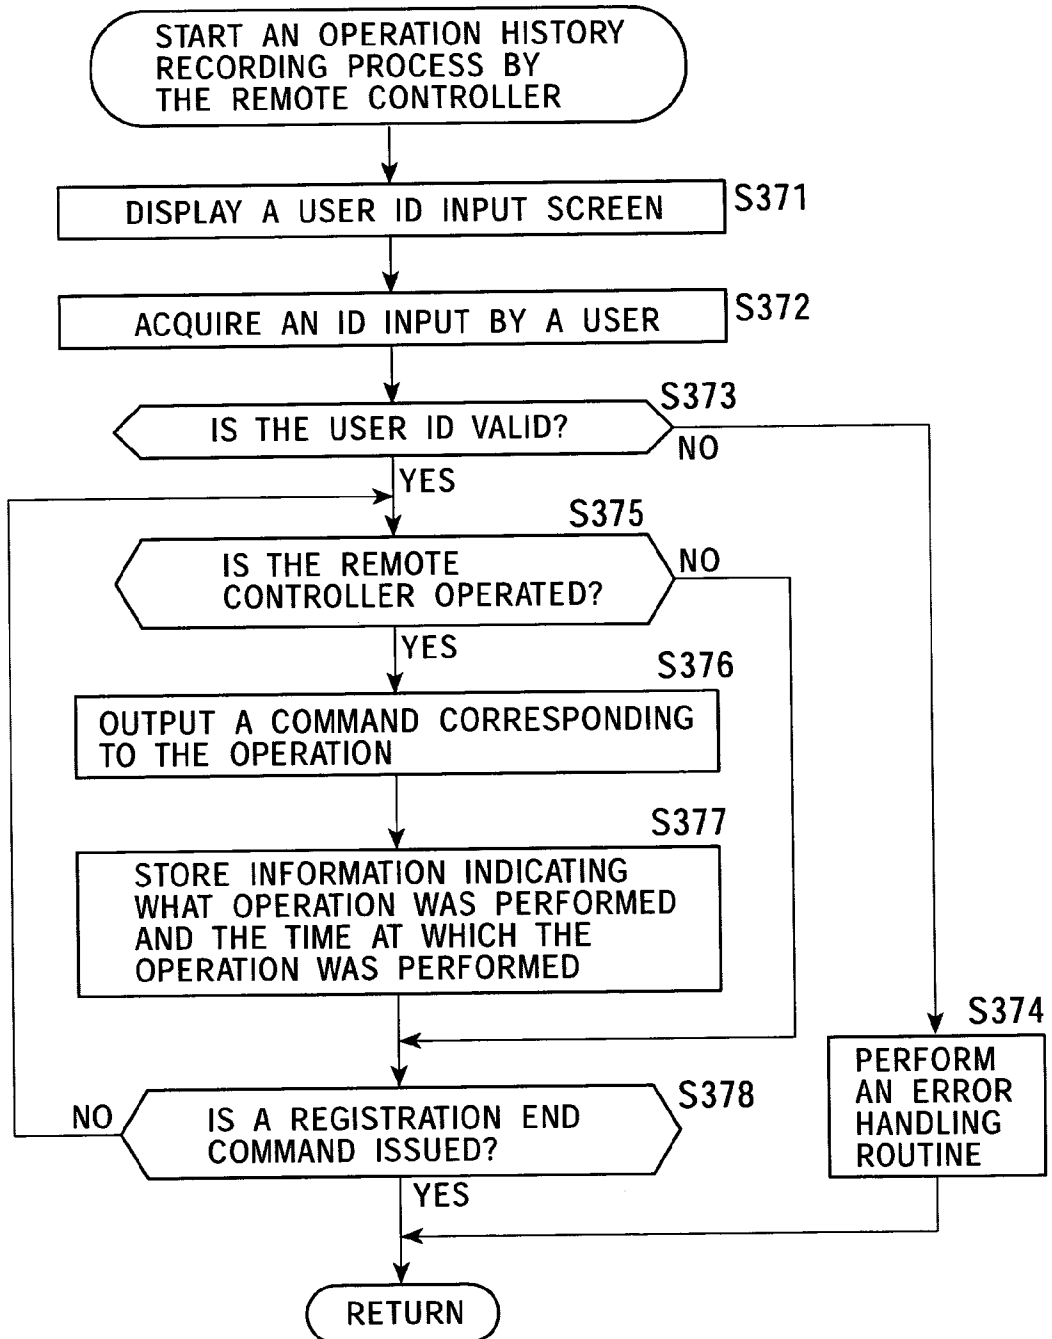 START AN OPERATION HISTORY
RECORDING PROCESS BY
THE REMOTE CONTROLLER
DISPLAY A USER ID INPUT SCREEN
S371
ACQUIRE AN ID INPUT BY A USER
S372
S373
IS THE USER ID VALID?
NO
YES
S375
IS THE REMOTE
CONTROLLER OPERATED?
NO
YES
S376
OUTPUT A COMMAND CORRESPONDING
TO THE OPERATION
S377
STORE INFORMATION INDICATING
WHAT OPERATION WAS PERFORMED
AND THE TIME AT WHICH THE
OPERATION WAS PERFORMED
S374
PERFORM
AN ERROR
HANDLING
ROUTINE
S378
NO
IS A REGISTRATION END
COMMAND ISSUED?
YES
RETURN